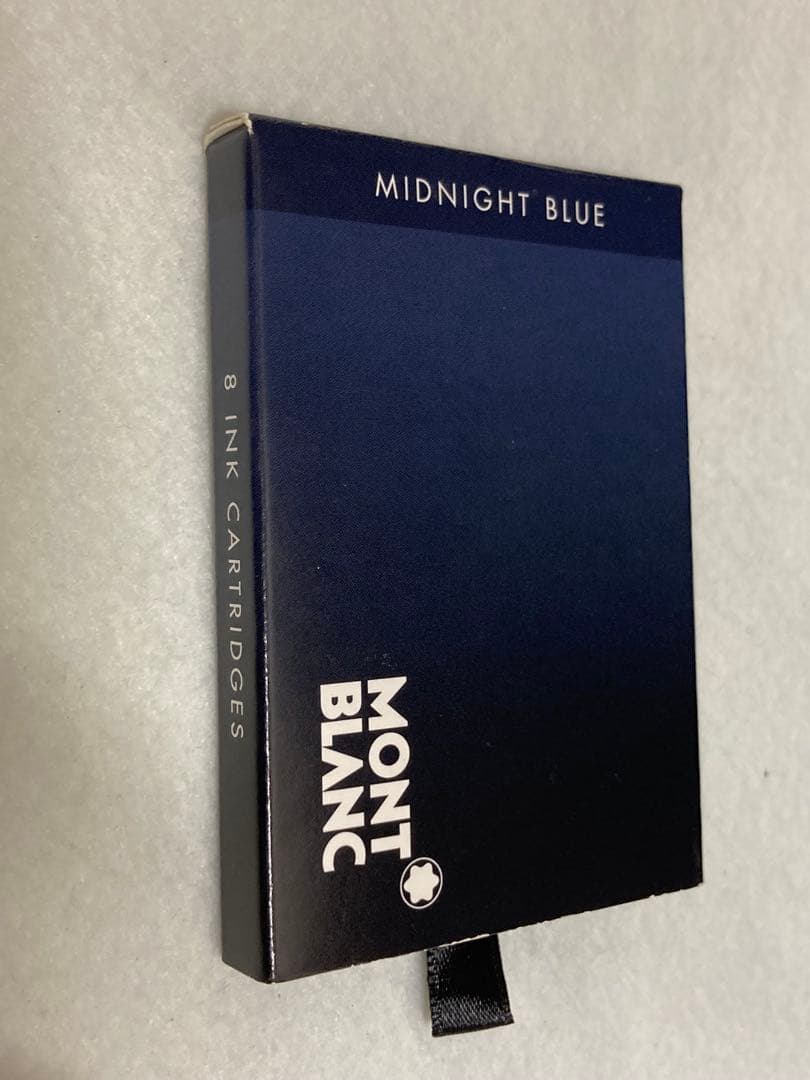 MIDNIGHT BLUE
8 INK CARTRIDGES
MONT
BLANC